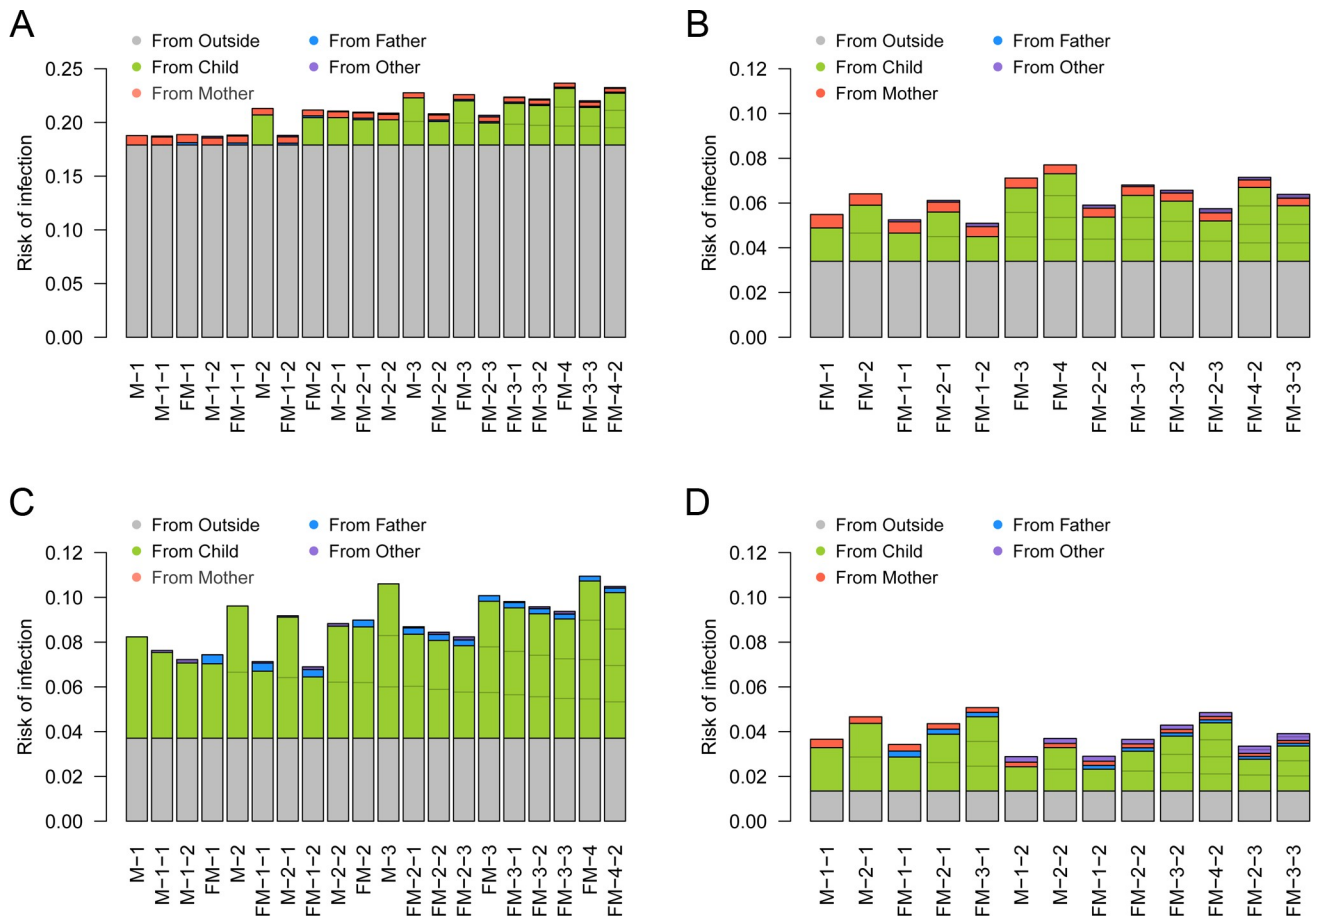 A
From Outside
From Father
From Child
From Other
From Mother
Risk of infection
0.25
0.20
0.15
0.10
0.05
0.00
M−1
M−1−1
FM−1
M−1−2
FM−1−1
M−2
FM−1−2
FM−2
M−2−1
FM−2−1
M−2−2
M−3
FM−2−2
FM−3
FM−2−3
FM−3−1
FM−3−2
FM−4
FM−3−3
FM−4−2
B
From Outside
From Father
From Child
From Other
From Mother
Risk of infection
0.12
0.10
0.08
0.06
0.04
0.02
0.00
FM−1
FM−2
FM−1−1
FM−2−1
FM−1−2
FM−3
FM−4
FM−2−2
FM−3−1
FM−3−2
FM−2−3
FM−4−2
FM−3−3
C
From Outside
From Father
From Child
From Other
From Mother
Risk of infection
0.12
0.10
0.08
0.06
0.04
0.02
0.00
M−1
M−1−1
M−1−2
FM−1
M−2
FM−1−1
M−2−1
FM−1−2
M−2−2
FM−2
M−3
FM−2−1
FM−2−2
FM−2−3
FM−3
FM−3−1
FM−3−2
FM−3−3
FM−4
FM−4−2
D
From Outside
From Father
From Child
From Other
From Mother
Risk of infection
0.12
0.10
0.08
0.06
0.04
0.02
0.00
M−1−1
M−2−1
FM−1−1
FM−2−1
FM−3−1
M−1−2
M−2−2
FM−1−2
FM−2−2
FM−3−2
FM−4−2
FM−2−3
FM−3−3